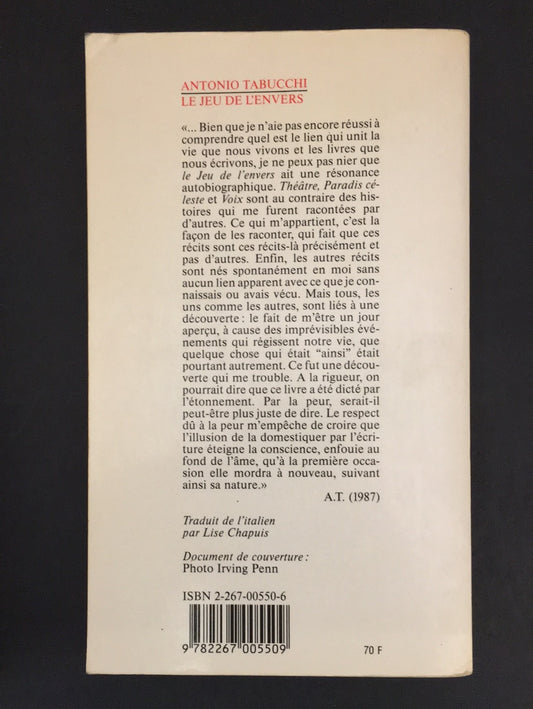 ANTONIO TABUCCHI
LE JEU DE L'ENVERS
«... Bien que je n'aie pas encore réussi à
comprendre quel est le lien qui unit la
vie que nous vivons et les livres que
nous écrivons, je ne peux pas nier que
le Jeu de l'envers ait une résonance
autobiographique. Théâtre, Paradis cé-
leste et Voix sont au contraire des his-
toires qui me furent racontées par
d'autres. Ce qui m'appartient, c'est la
façon de les raconter, qui fait que ces
récits sont ces récits-là précisément et
pas d'autres. Enfin, les autres récits
sont nés spontanément en moi sans
aucun lien apparent avec ce que je con-
naissais ou avais vécu. Mais tous, les
uns comme les autres, sont liés à une
découverte : le fait de m'être un jour
aperçu, à cause des imprévisibles évé-
nements qui régissent notre vie, que
quelque chose qui était "ainsi" était
pourtant autrement. Ce fut une décou-
verte qui me trouble. A la rigueur, on
pourrait dire que ce livre a été dicté par
l'étonnement. Par la peur, serait-il
peut-être plus juste de dire. Le respect
dû à la peur m'empêche de croire que
l'illusion de la domestiquer par l'écri-
ture éteigne la conscience, enfouie au
fond de l'âme, qu'à la première occa-
sion elle mordra à nouveau, suivant
ainsi sa nature.»
A.T. (1987)
Traduit de l'italien
par Lise Chapuis
Document de couverture :
Photo Irving Penn
ISBN 2-267-00550-6
9 782267 005509
70 F